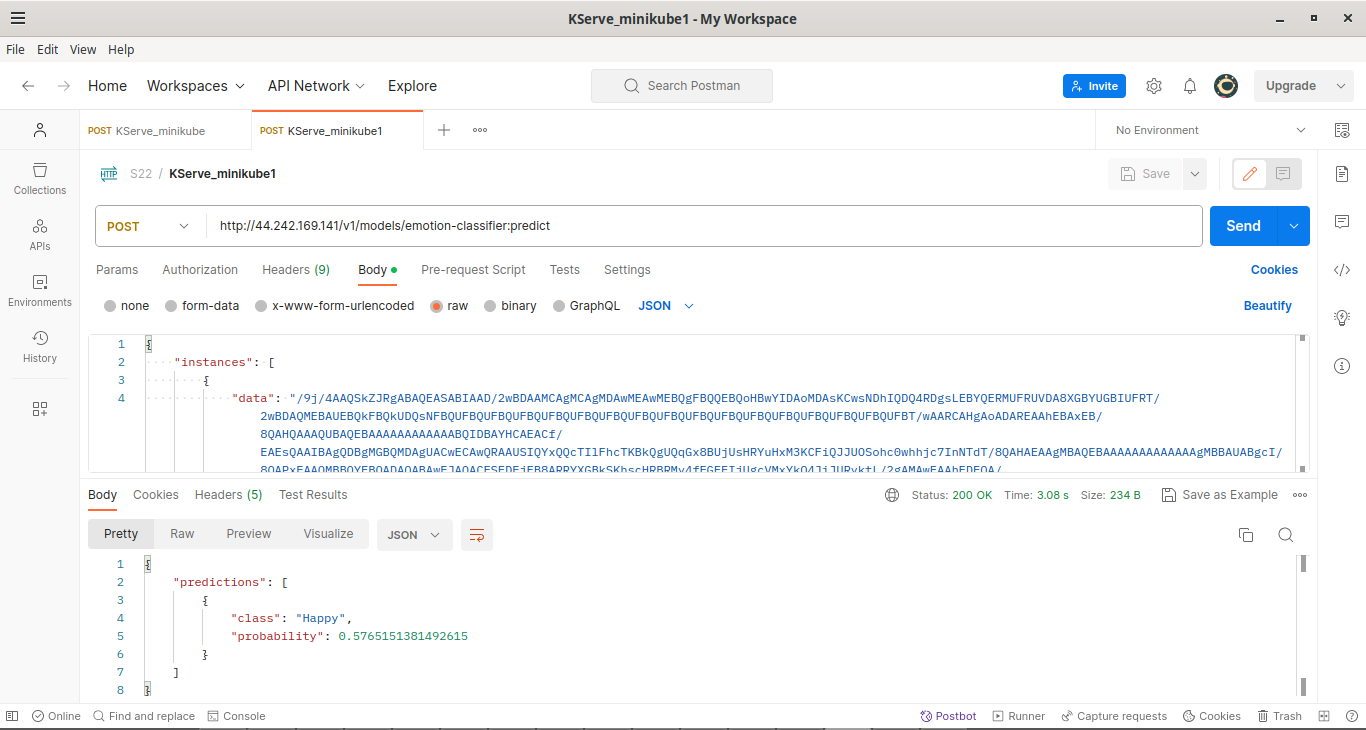 KServe_minikube1 - My Workspace
File Edit View Help
Home Workspaces API Network Explore Search Postman Invite Upgrade
POST KServe_minikube POST KServe_minikube1 No Environment
HTTP S22 / KServe_minikube1 Save
POST http://44.242.169.141/v1/models/emotion-classifier:predict Send
Params Authorization Headers (9) Body Pre-request Script Tests Settings Cookies
none form-data x-www-form-urlencoded raw binary GraphQL JSON Beautify
Collections
APIs
Environments
History
1 {
2 "instances": [
3 {
4 "data": "/9j/4AAQSkZJRgABAQEASABIAAD/2wBDAAMCAgMCAgMDAwMEAwMEBQgFBQQEBQoHBwYIDAoMDAsKCwsNDhIQDQ4RDgsLEBYQERMUFRUVDA8XGBYUGBIUFRT/
2wBDAQMEBAUEBQkFBQkUDQsNFBQUFBQUFBQUFBQUFBQUFBQUFBQUFBQUFBQUFBQUFBQUFBQUFBQUFBQUFBQUFBT/wAARCAHgAoADAREAAhEBAxEB/
8QAHQAAAQUBAQEBAAAAAAAAAAAABQIDBAYHCAEACf/
EAEsQAAIBAgQDBgMGBQMDAgUACwECAwQRAAUSIQYxQQcTIlFhcTKBkQgUQqGx8BUjUsHRYuHxM3KCFiQJJUOSohc0whhjc7InNTdT/8QAHAEAAgMBAQEBAAAAAAAAAAAAAgMBBAUABgcI/
Body Cookies Headers (5) Test Results Status: 200 OK Time: 3.08 s Size: 234 B Save as Example
Pretty Raw Preview Visualize JSON
1 {
2 "predictions": [
3 {
4 "class": "Happy",
5 "probability": 0.5765151381492615
6 }
7 ]
8 }
Online Find and replace Console Postbot Runner Capture requests Cookies Trash